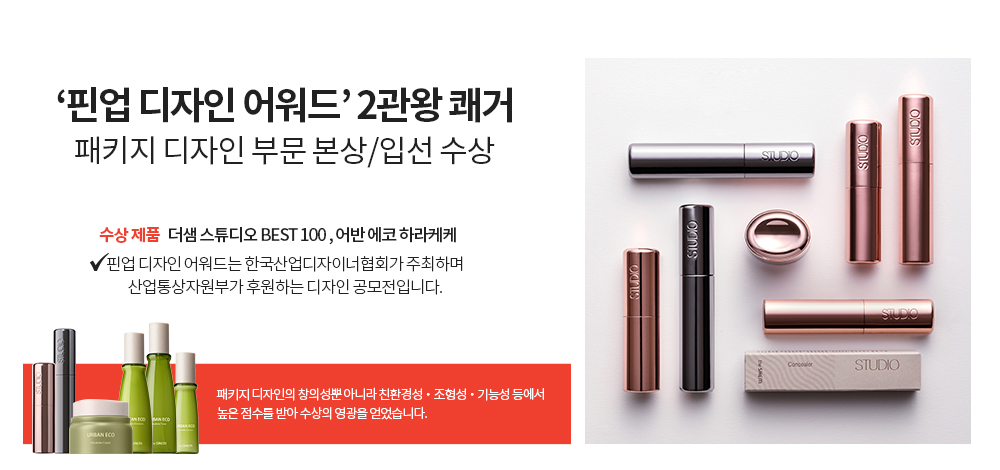 ‘핀업 디자인 어워드’ 2관왕 쾌거
패키지 디자인 부문 본상/입선 수상
수상 제품 더샘 스튜디오 BEST 100 , 어반 에코 하라케케
핀업 디자인 어워드는 한국산업디자이너협회가 주최하며
산업통상자원부가 후원하는 디자인 공모전입니다.
패키지 디자인의 창의성뿐 아니라 친환경성・조형성・기능성 등에서
높은 점수를 받아 수상의 영광을 얻었습니다.
STUDIO
URBAN ECO
URBAN ECO
URBAN ECO
STUDIO
STUDIO
STUDIO
STUDIO
STUDIO
STUDIO
the SAEM
Concealer
STUDIO